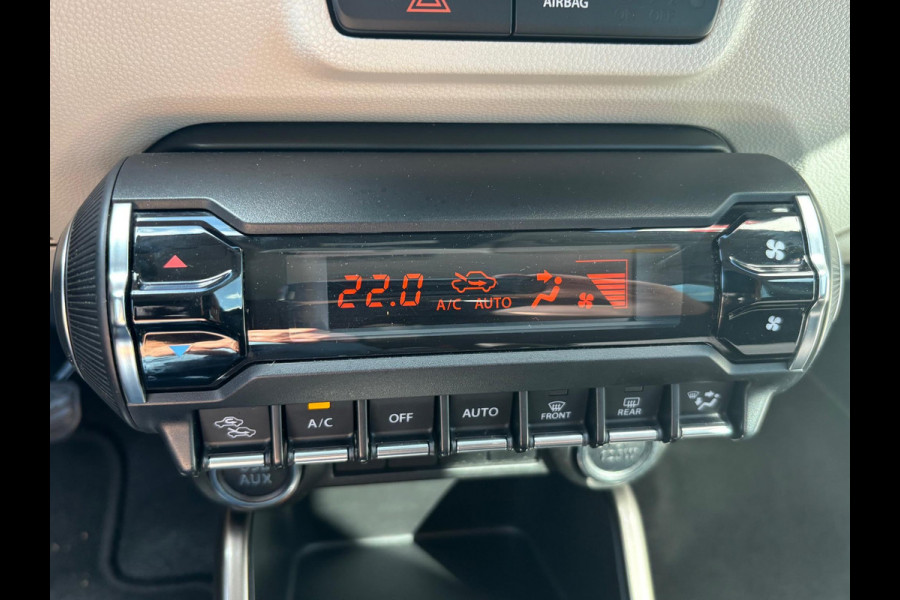 AIRBAG
22.0
A/C AUTO
A/C
OFF
AUTO
FRONT
REAR
AUX